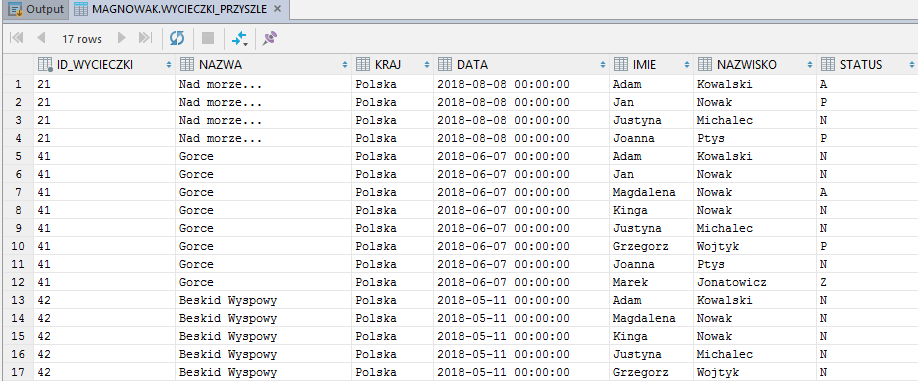 Output MAGNOWAK.WYCIECZKI_PRZYSZLE
17 rows
ID_WYCIECZKI NAZWA KRAJ DATA IMIE NAZWISKO STATUS
1 21 Nad morze... Polska 2018-08-08 00:00:00 Adam Kowalski A
2 21 Nad morze... Polska 2018-08-08 00:00:00 Jan Nowak P
3 21 Nad morze... Polska 2018-08-08 00:00:00 Justyna Michalec N
4 21 Nad morze... Polska 2018-08-08 00:00:00 Joanna Ptys P
5 41 Gorce Polska 2018-06-07 00:00:00 Adam Kowalski N
6 41 Gorce Polska 2018-06-07 00:00:00 Jan Nowak N
7 41 Gorce Polska 2018-06-07 00:00:00 Magdalena Nowak A
8 41 Gorce Polska 2018-06-07 00:00:00 Kinga Nowak N
9 41 Gorce Polska 2018-06-07 00:00:00 Justyna Michalec N
10 41 Gorce Polska 2018-06-07 00:00:00 Grzegorz Wojtyk P
11 41 Gorce Polska 2018-06-07 00:00:00 Joanna Ptys N
12 41 Gorce Polska 2018-06-07 00:00:00 Marek Jonatowicz Z
13 42 Beskid Wyspowy Polska 2018-05-11 00:00:00 Adam Kowalski N
14 42 Beskid Wyspowy Polska 2018-05-11 00:00:00 Magdalena Nowak N
15 42 Beskid Wyspowy Polska 2018-05-11 00:00:00 Kinga Nowak N
16 42 Beskid Wyspowy Polska 2018-05-11 00:00:00 Justyna Michalec N
17 42 Beskid Wyspowy Polska 2018-05-11 00:00:00 Grzegorz Wojtyk N